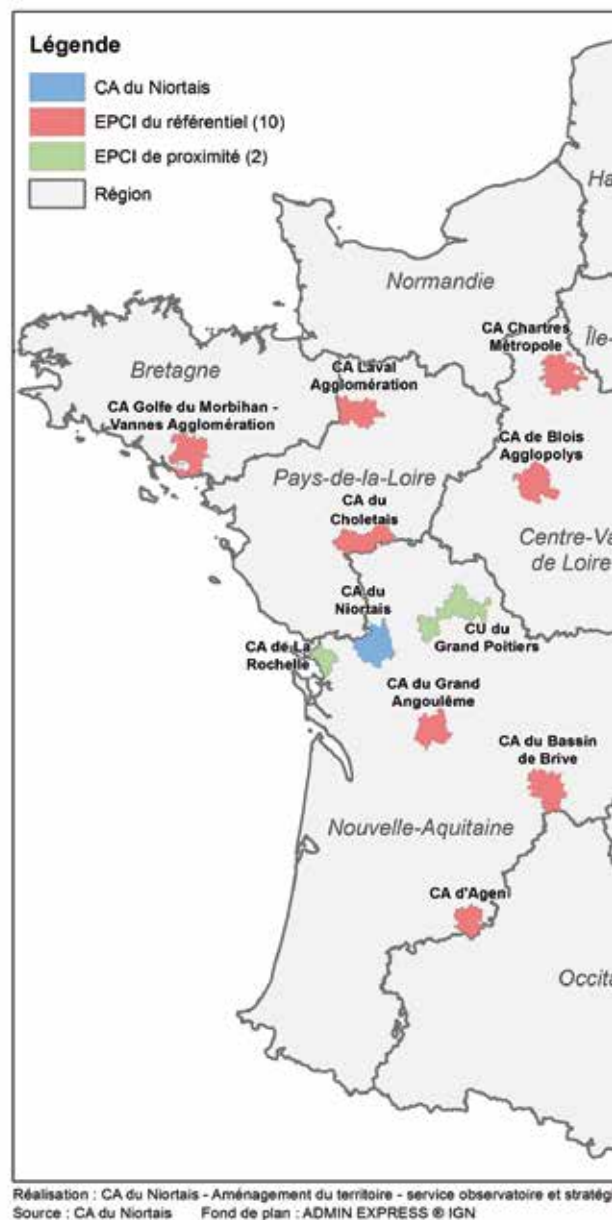 Légende
CA du Niortais
EPCI du référentiel (10)
EPCI de proximité (2)
Région
Ha
Normandie
CA Chartres
Métropole
Île-
Bretagne
CA Laval
Agglomération
CA Golfe du Morbihan -
Vannes Agglomération
CA de Blois
Agglopolys
Pays-de-la-Loire
CA du
Choletais
Centre-Va
de Loire
CA du
Niortais
CU du
Grand Poitiers
CA de La
Rochelle
CA du Grand
Angoulême
CA du Bassin
de Brive
Nouvelle-Aquitaine
CA d'Agen
Occita
Réalisation : CA du Niortais - Aménagement du territoire - service observatoire et stratégi
Source : CA du Niortais Fond de plan : ADMIN EXPRESS ® IGN